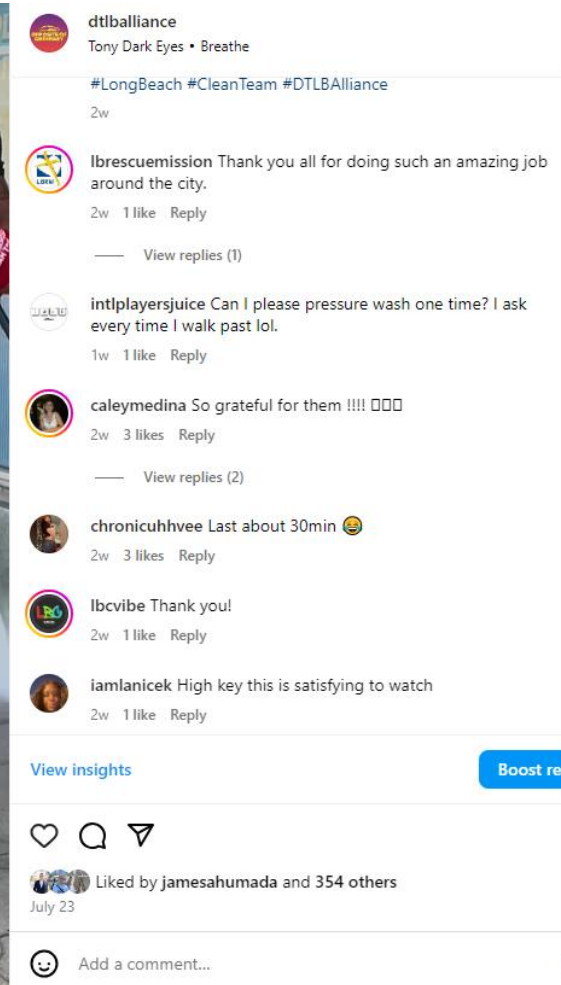 dtlballiance
Tony Dark Eyes • Breathe
#LongBeach #CleanTeam #DTLBAlliance
2w
lbrescuemission Thank you all for doing such an amazing job
around the city.
2w 1 like Reply
View replies (1)
intlplayersjuice Can I please pressure wash one time? I ask
every time I walk past lol.
1w 1 like Reply
caleymedina So grateful for them !!!! □□□
2w 3 likes Reply
View replies (2)
chronicuhhvee Last about 30min 😂
2w 3 likes Reply
lbcvibe Thank you!
2w 1 like Reply
iamlanicek High key this is satisfying to watch
2w 1 like Reply
View insights
Boost re
Liked by jamesahumada and 354 others
July 23
Add a comment...